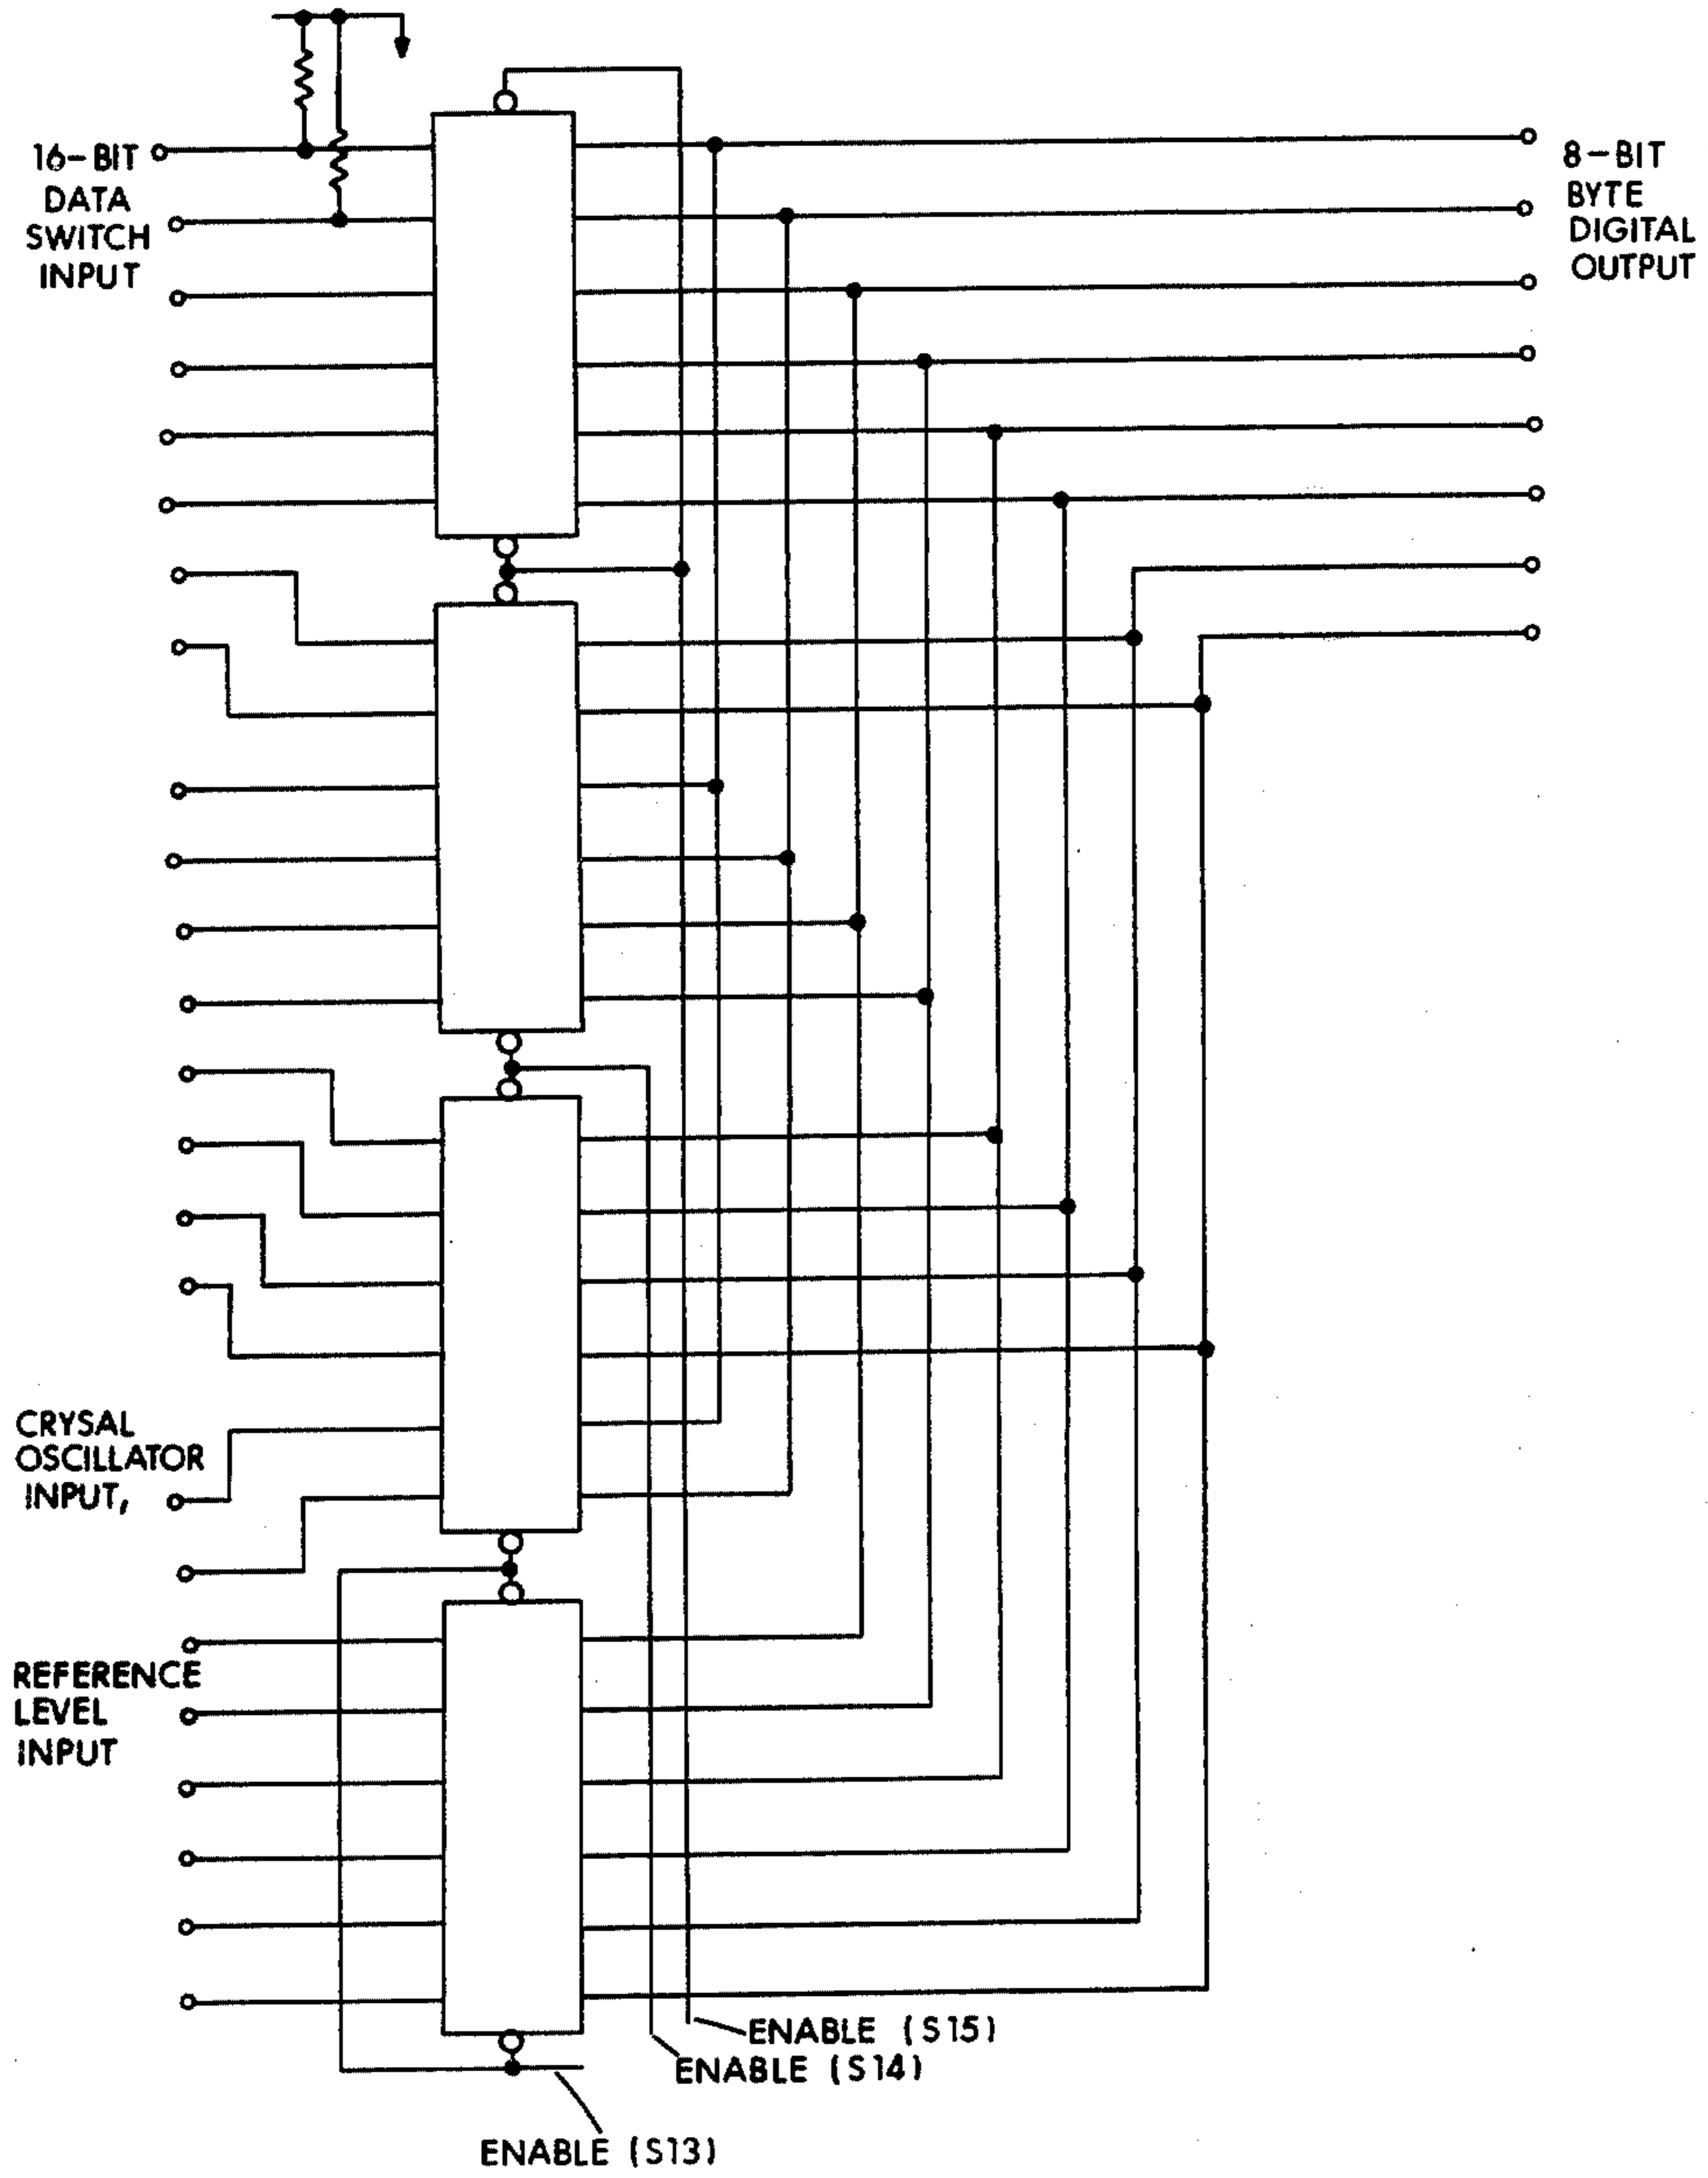 16-BIT
DATA
SWITCH
INPUT
8-BIT
BYTE
DIGITAL
OUTPUT
CRYSAL
OSCILLATOR
INPUT,
REFERENCE
LEVEL
INPUT
ENABLE (S15)
ENABLE (S14)
ENABLE (S13)